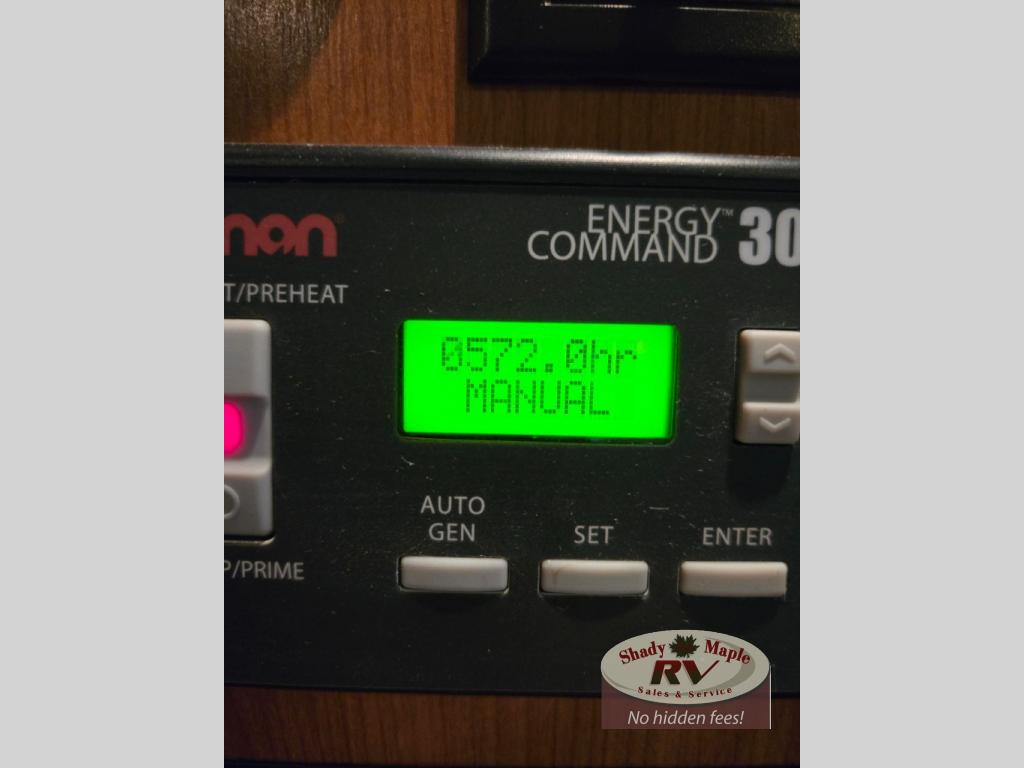 nan
ENERGY™
COMMAND 30
T/PREHEAT
0572.0hr
MANUAL
AUTO
GEN
SET
ENTER
P/PRIME
Shady Maple
RV
Sales & Service
No hidden fees!